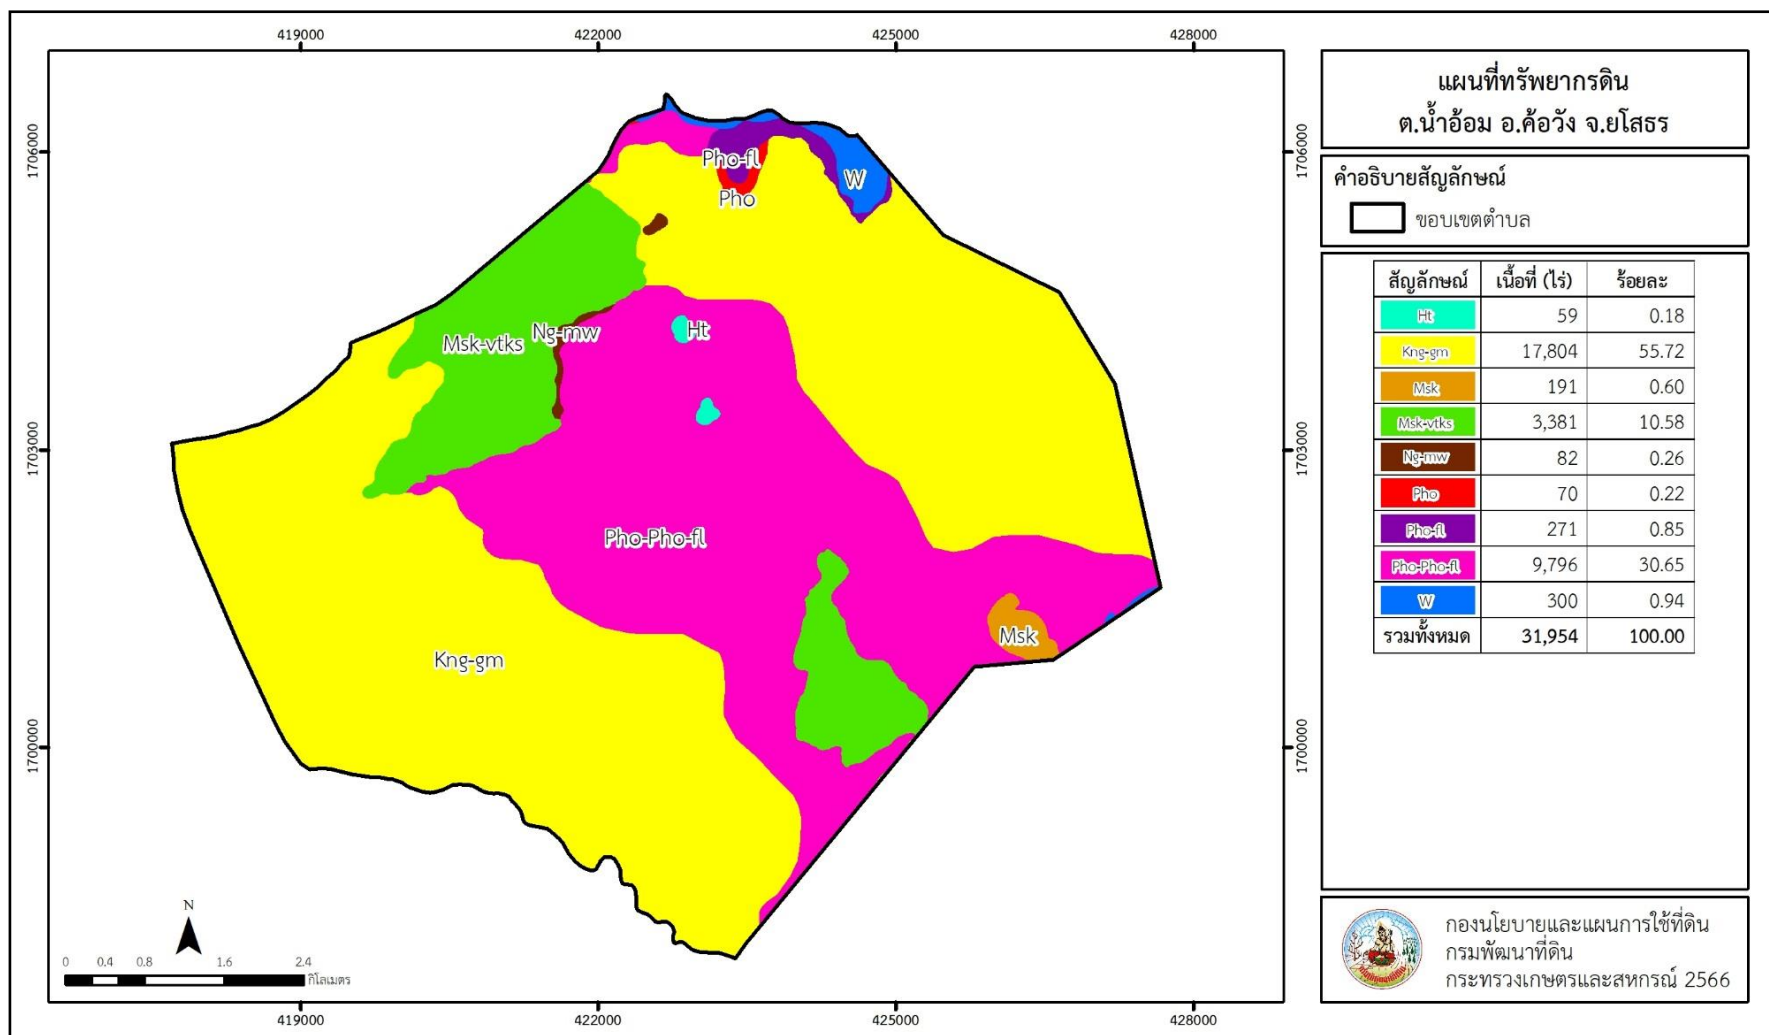 419000 422000 425000 428000
1706000
1703000
1700000
1706000
1703000
1700000
Pho-fl
W
Pho
Ng-mw
Ht
Msk-vtks
Pho-Pho-fl
Msk
Kng-gm
N
0 0.4 0.8 1.6 2.4
กิโลเมตร
419000 422000 425000 428000
แผนที่ทรัพยากรดิน
ต.น้ำอ้อม อ.ค้อวัง จ.ยโสธร
คำอธิบายสัญลักษณ์
ขอบเขตตำบล
สัญลักษณ์ เนื้อที่ (ไร่) ร้อยละ
Ht 59 0.18
Kng-gm 17,804 55.72
Msk 191 0.60
Msk-vtks 3,381 10.58
Ng-mw 82 0.26
Pho 70 0.22
Pho-fl 271 0.85
Pho-Pho-fl 9,796 30.65
W 300 0.94
รวมทั้งหมด 31,954 100.00
กองนโยบายและแผนการใช้ที่ดิน
กรมพัฒนาที่ดิน
กระทรวงเกษตรและสหกรณ์ 2566